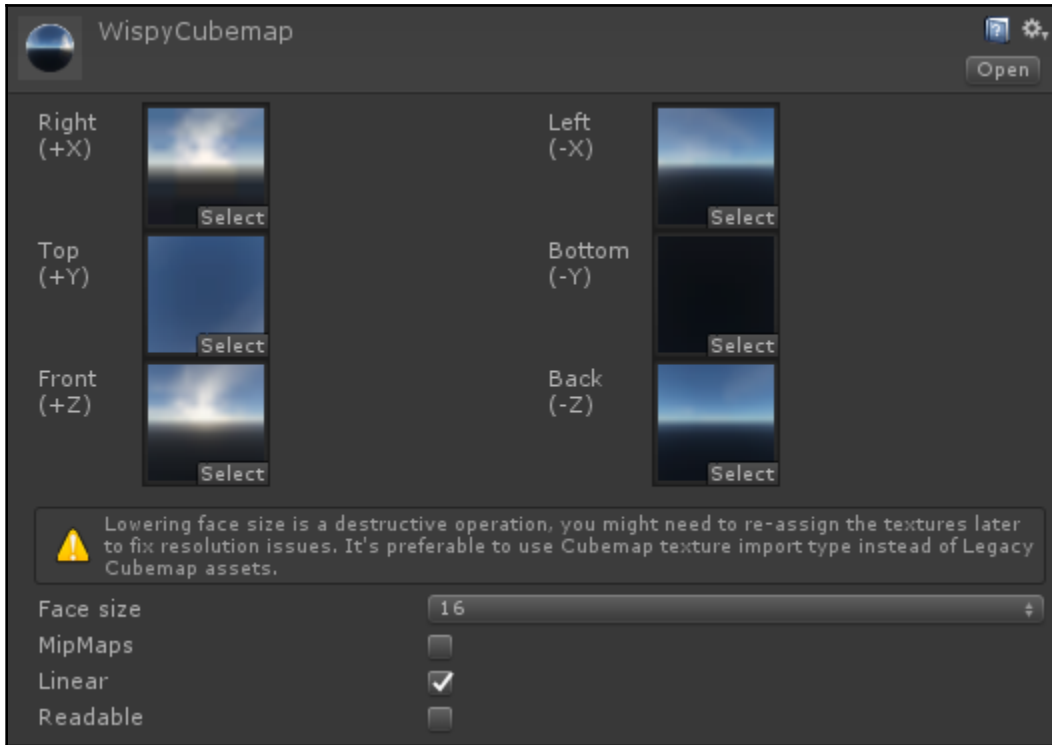 WispyCubemap
Open
Right
(+X)
Select
Left
(-X)
Select
Top
(+Y)
Select
Bottom
(-Y)
Select
Front
(+Z)
Select
Back
(-Z)
Select
Lowering face size is a destructive operation, you might need to re-assign the textures later
to fix resolution issues. It's preferable to use Cubemap texture import type instead of Legacy
Cubemap assets.
Face size 16
MipMaps
Linear
Readable